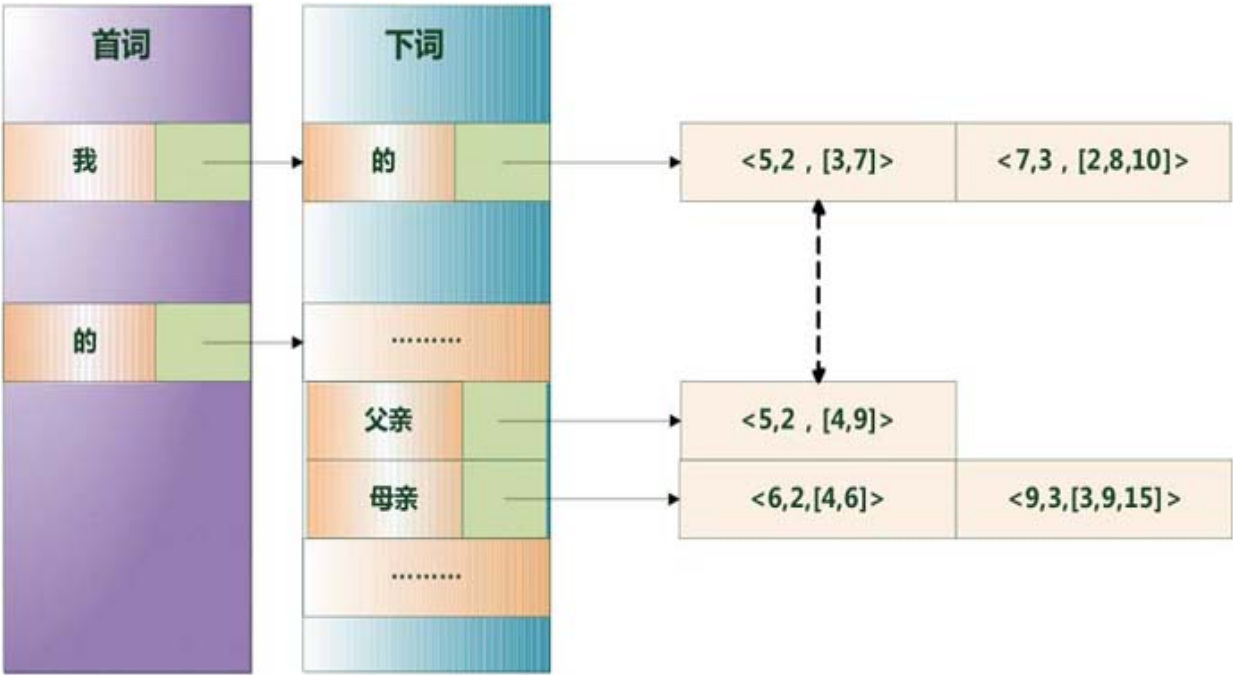 首词 下词
我 的 <5,2 , [3,7]> <7,3 , [2,8,10]>
的 ………
父亲 <5,2 , [4,9]>
母亲 <6,2,[4,6]> <9,3,[3,9,15]>
………